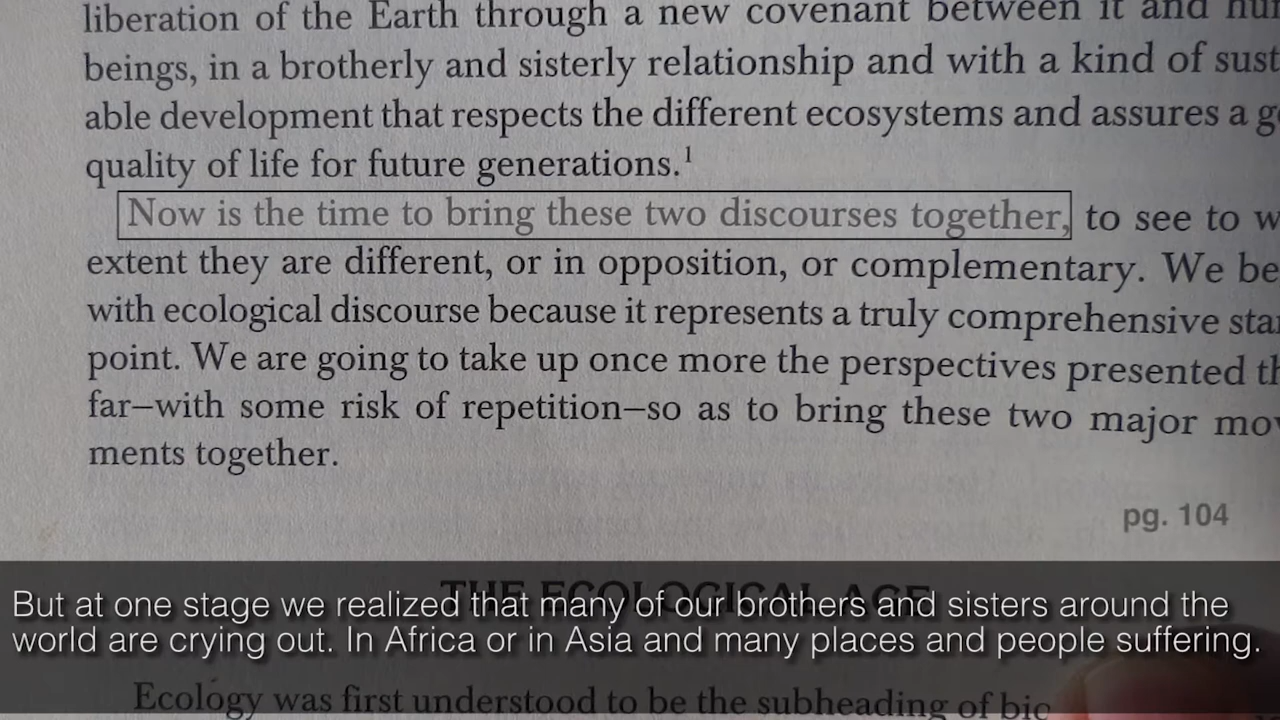 liberation of the Earth through a new covenant between it and
beings, in a brotherly and sisterly relationship and with a kind of sust
able development that respects the different ecosystems and assures a
quality of life for future generations.¹
Now is the time to bring these two discourses together, to see to w
extent they are different, or in opposition, or complementary. We be
with ecological discourse because it represents a truly comprehensive sta
point. We are going to take up once more the perspectives presented th
far—with some risk of repetition—so as to bring these two major mov
ments together.
pg. 104
THE ECOLOGICAL AGE
But at one stage we realized that many of our brothers and sisters around the
world are crying out. In Africa or in Asia and many places and people suffering.
Ecology was first understood to be the subheading of bio